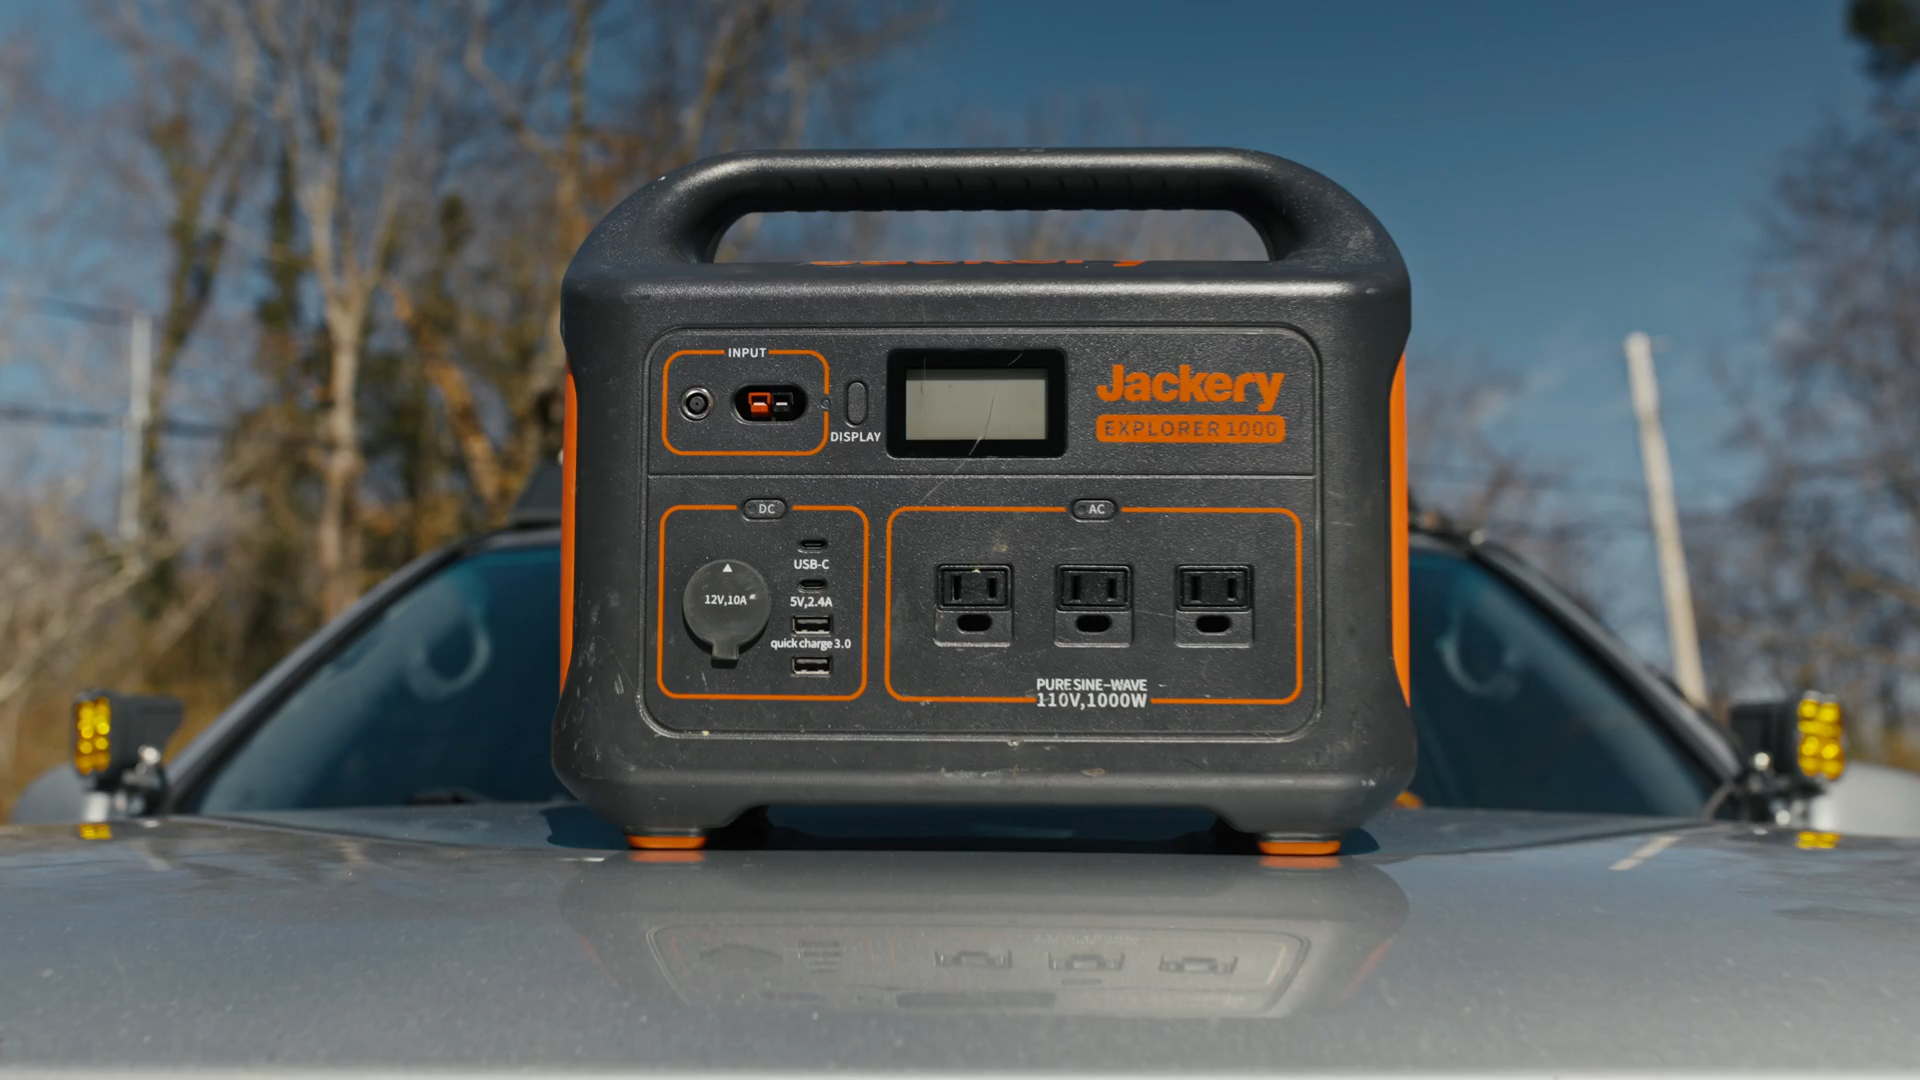 Jackery
INPUT
DISPLAY
Jackery
EXPLORER 1000
DC
USB-C
12V,10A
5V,2.4A
quick charge 3.0
AC
PURE SINE-WAVE
110V,1000W